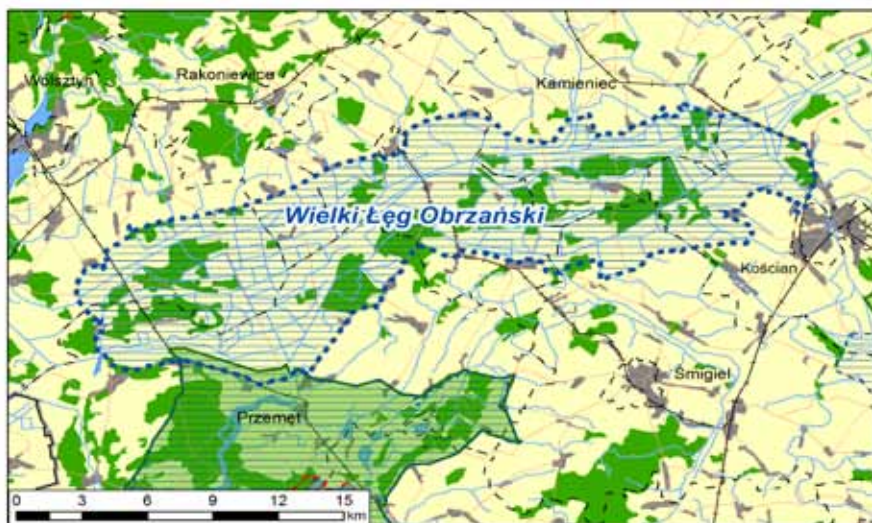 Wolsztyn
Rakoniewice
Kamieniec
Wielki Łęg Obrzański
Kościan
Śmigiel
Przemęt
0 3 6 9 12 15
km